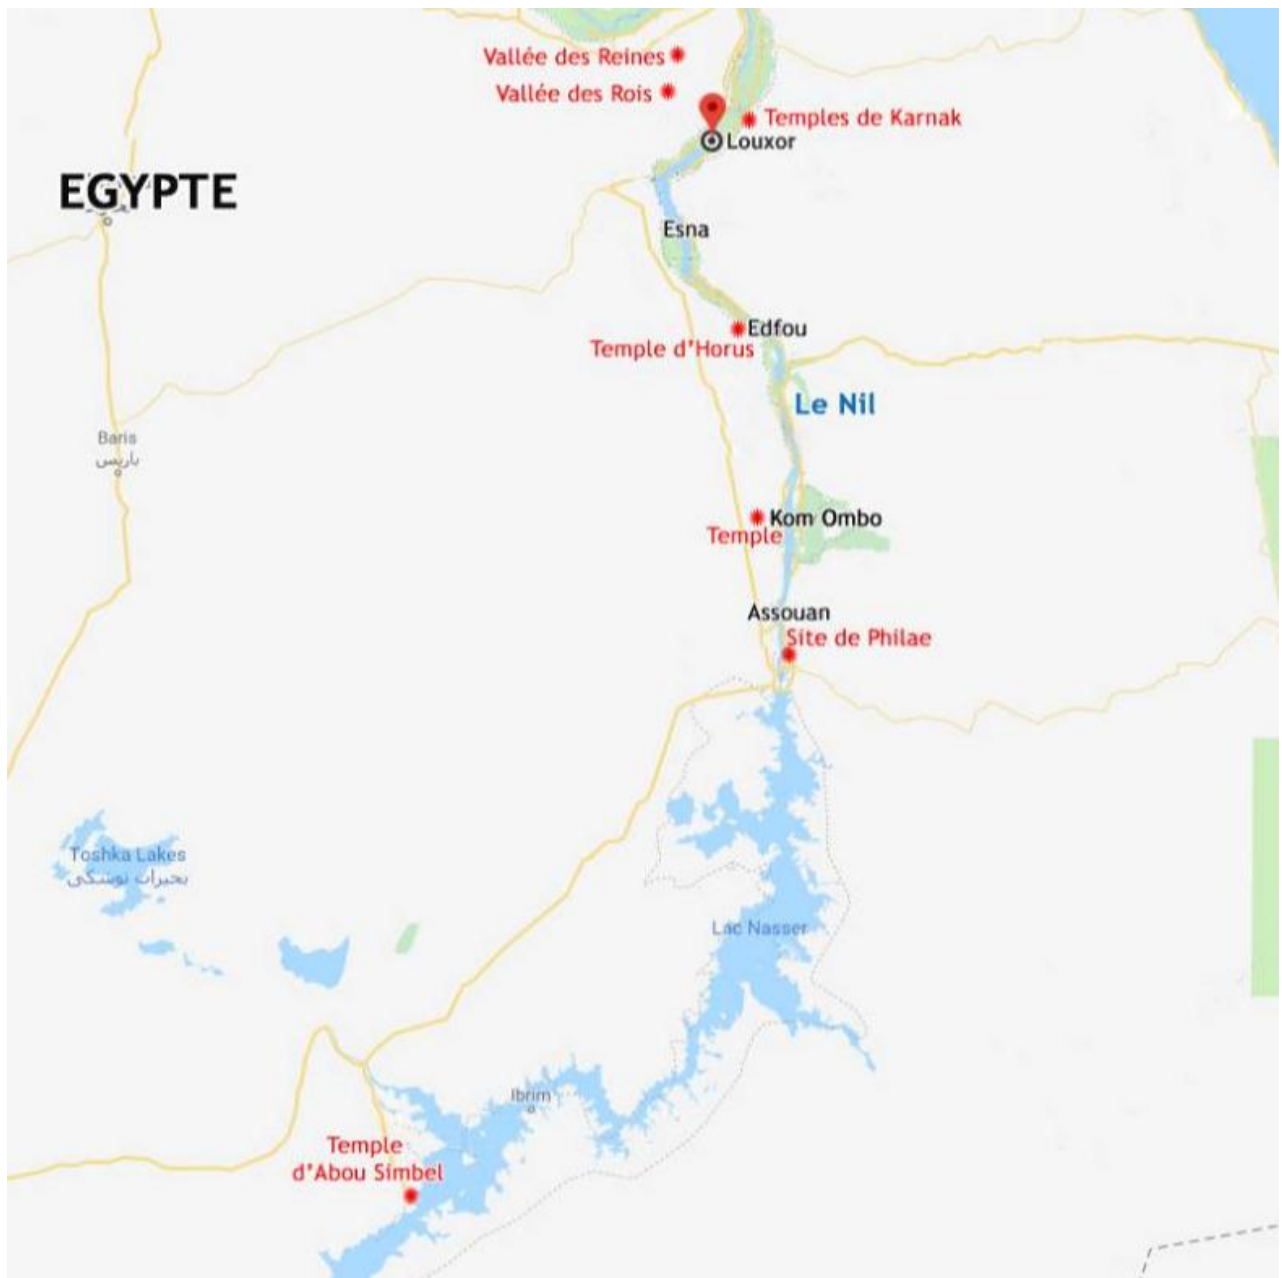 Vallée des Reines
Vallée des Rois
Temples de Karnak
Louxor
EGYPTE
Esna
Edfou
Temple d'Horus
Le Nil
Baris
باريس
Kom Ombo
Temple
Assouan
Site de Philae
Toshka Lakes
بحيرات توشكى
Lac Nasser
Ibrim
Temple
d'Abou Simbel